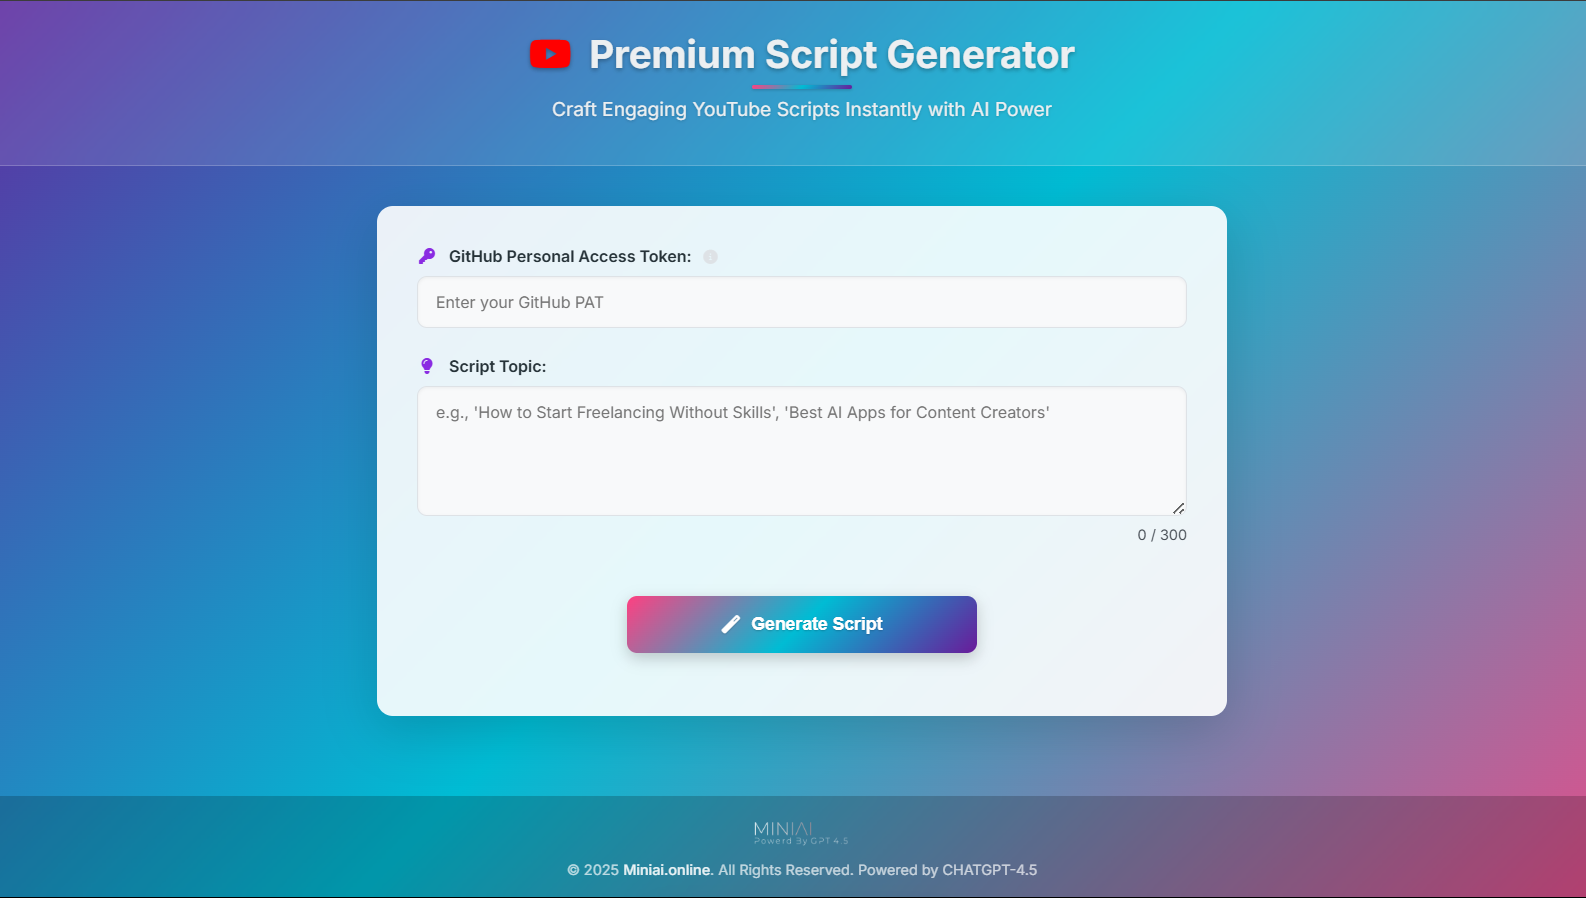 Premium Script Generator
Craft Engaging YouTube Scripts Instantly with AI Power
GitHub Personal Access Token:
Enter your GitHub PAT
Script Topic:
e.g., 'How to Start Freelancing Without Skills', 'Best AI Apps for Content Creators'
0 / 300
Generate Script
MINIAI
Powerd By GPT 4.5
© 2025 Miniai.online. All Rights Reserved. Powered by CHATGPT-4.5